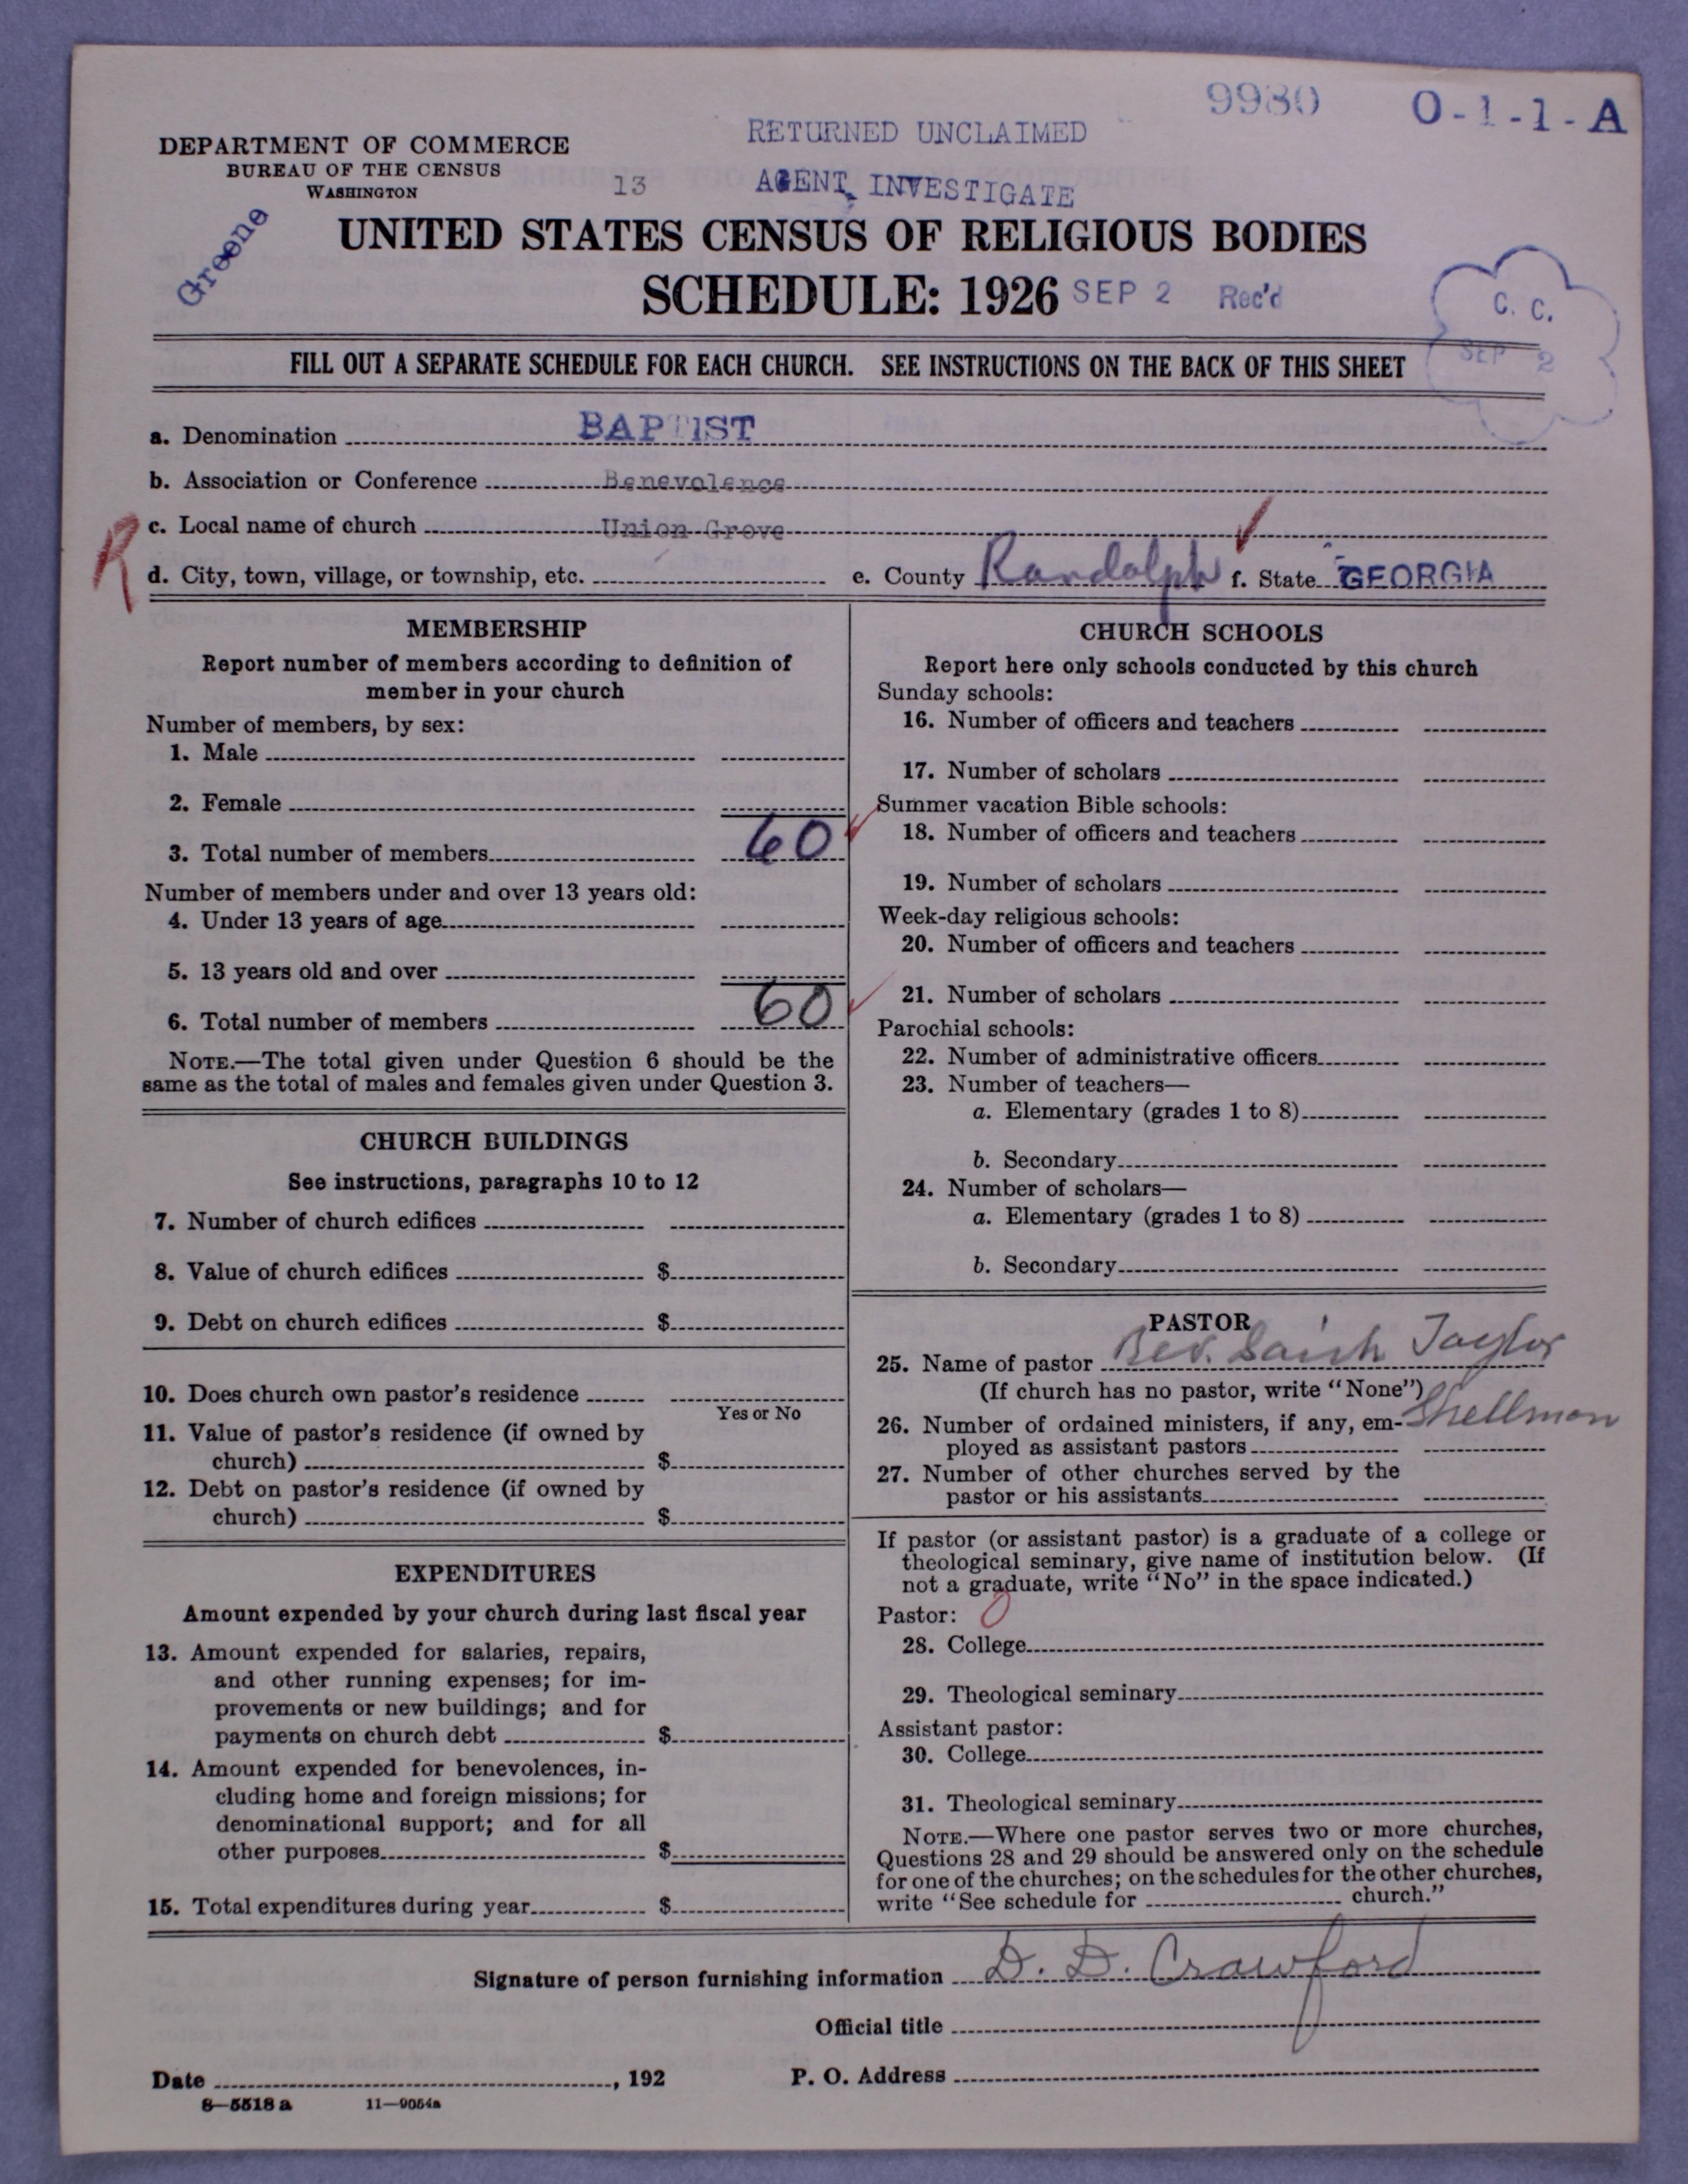 9980 O-1-1-A
RETURNED UNCLAIMED
DEPARTMENT OF COMMERCE
BUREAU OF THE CENSUS
WASHINGTON
13 AGENT INVESTIGATE
Greene
UNITED STATES CENSUS OF RELIGIOUS BODIES
SCHEDULE: 1926 SEP 2 Rec'd
C. C.
SEP 2
FILL OUT A SEPARATE SCHEDULE FOR EACH CHURCH. SEE INSTRUCTIONS ON THE BACK OF THIS SHEET
a. Denomination BAPTIST
b. Association or Conference Benevolence
c. Local name of church Union Grove
R
d. City, town, village, or township, etc. e. County Randolph f. State GEORGIA
MEMBERSHIP
Report number of members according to definition of
member in your church
Number of members, by sex:
1. Male
2. Female
3. Total number of members 60
Number of members under and over 13 years old:
4. Under 13 years of age
5. 13 years old and over
6. Total number of members 60
NOTE.—The total given under Question 6 should be the
same as the total of males and females given under Question 3.
CHURCH BUILDINGS
See instructions, paragraphs 10 to 12
7. Number of church edifices
8. Value of church edifices $
9. Debt on church edifices $
10. Does church own pastor's residence
Yes or No
11. Value of pastor's residence (if owned by
church) $
12. Debt on pastor's residence (if owned by
church) $
EXPENDITURES
Amount expended by your church during last fiscal year
13. Amount expended for salaries, repairs,
and other running expenses; for im-
provements or new buildings; and for
payments on church debt $
14. Amount expended for benevolences, in-
cluding home and foreign missions; for
denominational support; and for all
other purposes $
15. Total expenditures during year $
CHURCH SCHOOLS
Report here only schools conducted by this church
Sunday schools:
16. Number of officers and teachers
17. Number of scholars
Summer vacation Bible schools:
18. Number of officers and teachers
19. Number of scholars
Week-day religious schools:
20. Number of officers and teachers
21. Number of scholars
Parochial schools:
22. Number of administrative officers
23. Number of teachers—
a. Elementary (grades 1 to 8)
b. Secondary
24. Number of scholars—
a. Elementary (grades 1 to 8)
b. Secondary
PASTOR
25. Name of pastor Rev. Taylor
(If church has no pastor, write "None")
Shellman
26. Number of ordained ministers, if any, em-
ployed as assistant pastors
27. Number of other churches served by the
pastor or his assistants
If pastor (or assistant pastor) is a graduate of a college or
theological seminary, give name of institution below. (If
not a graduate, write "No" in the space indicated.)
Pastor: 0
28. College
29. Theological seminary
Assistant pastor:
30. College
31. Theological seminary
NOTE.—Where one pastor serves two or more churches,
Questions 28 and 29 should be answered only on the schedule
for one of the churches; on the schedules for the other churches,
write "See schedule for church."
Signature of person furnishing information D. D. Crawford
Official title
Date , 192 P. O. Address
8—5518 a 11—9054a